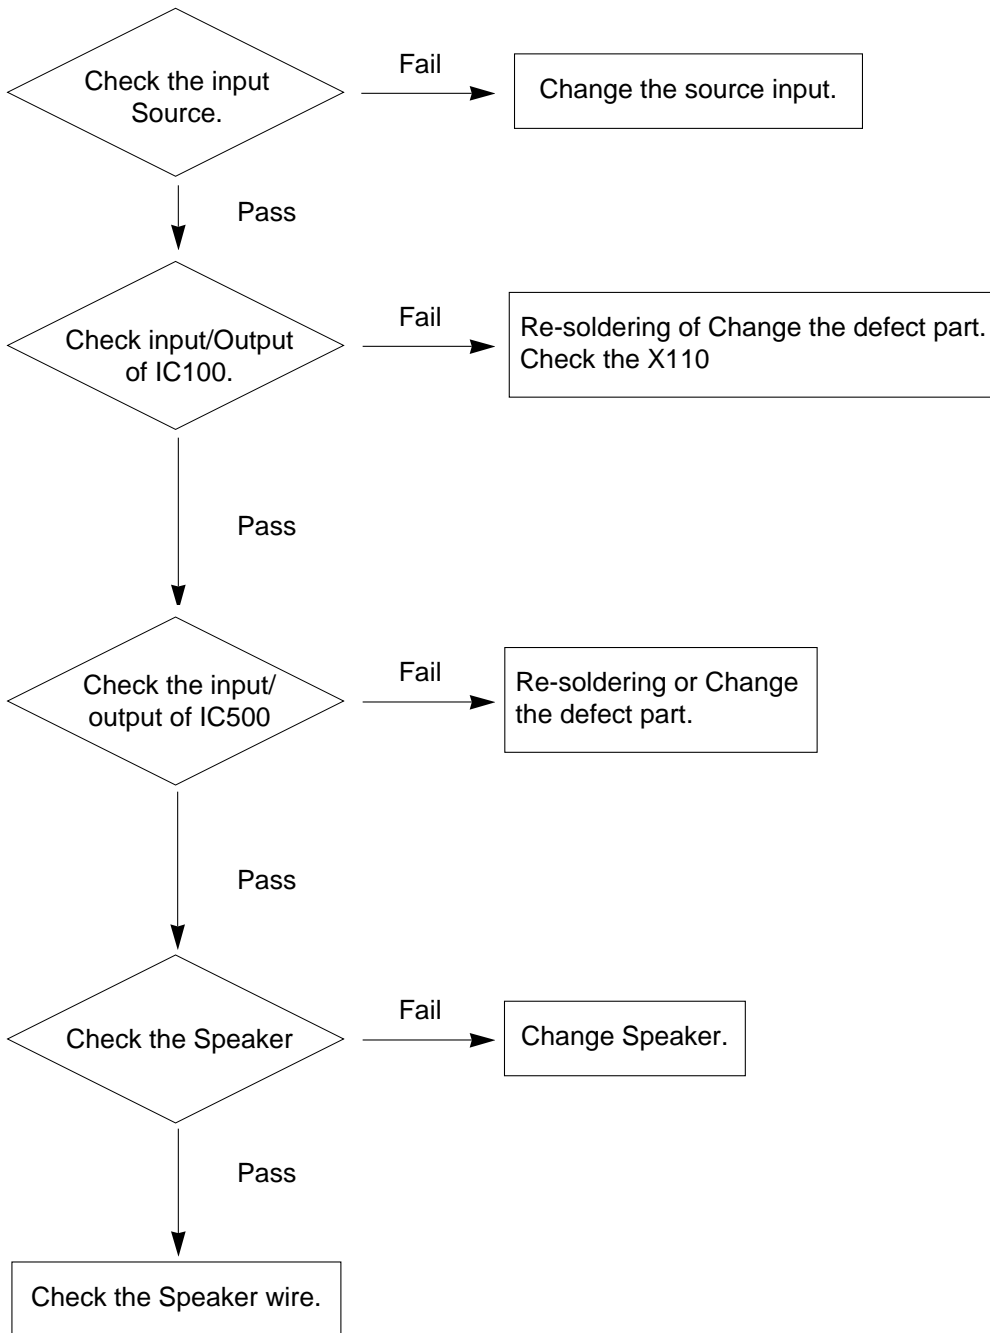 Check the input
Source.
Fail
Change the source input.
Pass
Check input/Output
of IC100.
Fail
Re-soldering of Change the defect part.
Check the X110
Pass
Check the input/
output of IC500
Fail
Re-soldering or Change
the defect part.
Pass
Check the Speaker
Fail
Change Speaker.
Pass
Check the Speaker wire.